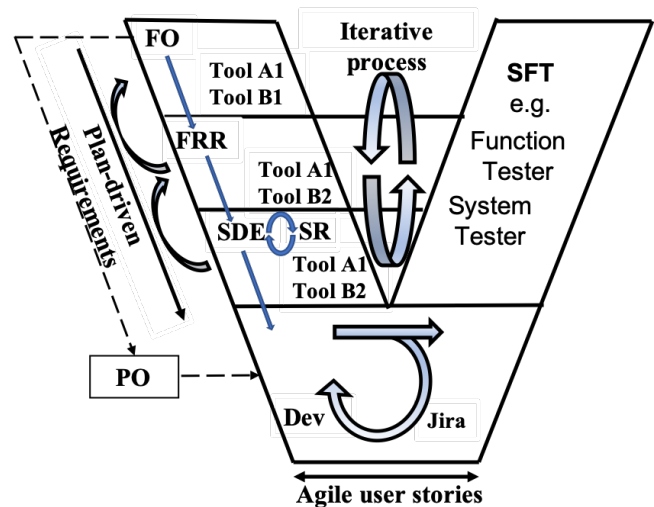 FO
Tool A1
Tool B1
Iterative
process
SFT
e.g.
Function
Tester
System
Tester
Requirements
Plan-driven
FRR
Tool A1
Tool B2
SDE
SR
Tool A1
Tool B2
PO
Dev
Jira
Agile user stories